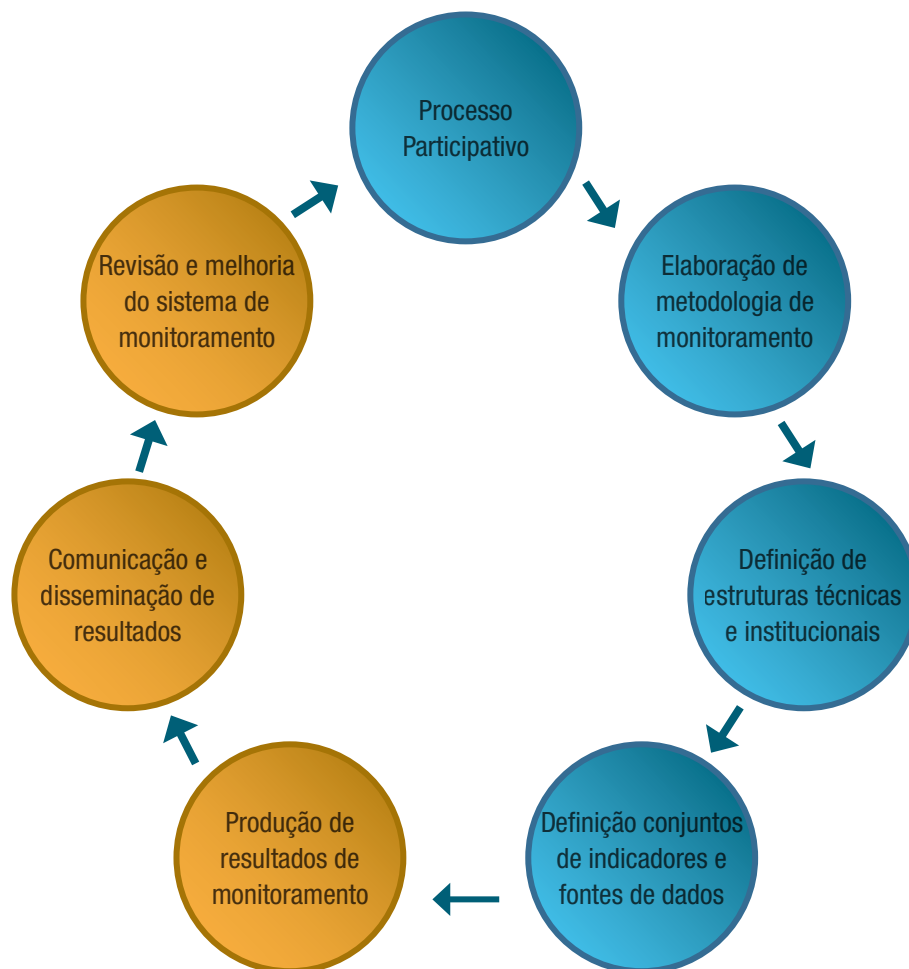 Processo
Participativo
Elaboração de
metodologia de
monitoramento
Definição de
estruturas técnicas
e institucionais
Definição conjuntos
de indicadores e
fontes de dados
Produção de
resultados de
monitoramento
Comunicação e
disseminação de
resultados
Revisão e melhoria
do sistema de
monitoramento